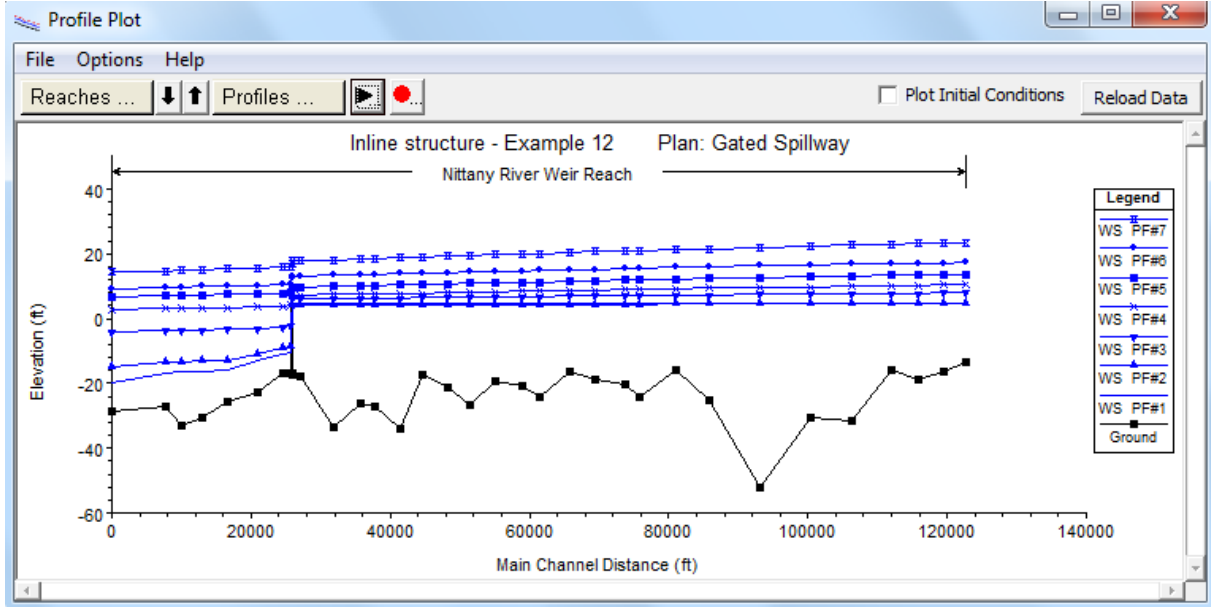 Profile Plot
File Options Help
Reaches ... Profiles ... ... Plot Initial Conditions Reload Data
Inline structure - Example 12 Plan: Gated Spillway
Nittany River Weir Reach
Elevation (ft)
40
20
0
-20
-40
-60
0 20000 40000 60000 80000 100000 120000 140000
Main Channel Distance (ft)
Legend
WS PF#7
WS PF#6
WS PF#5
WS PF#4
WS PF#3
WS PF#2
WS PF#1
Ground